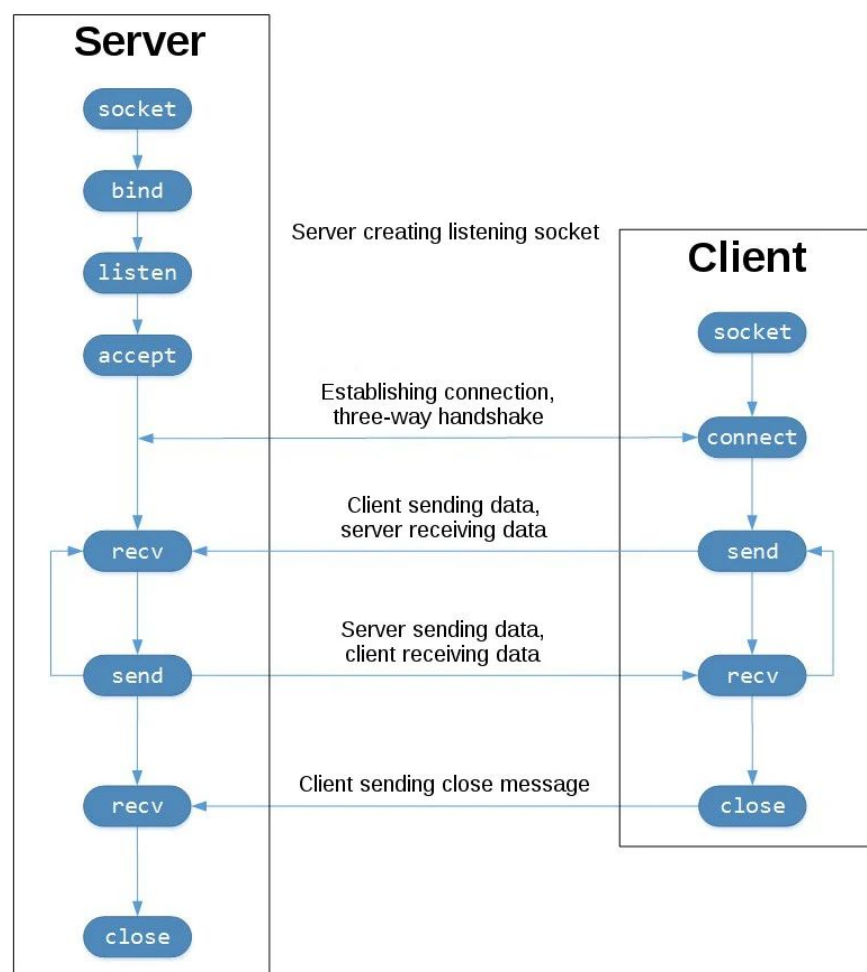 Server
socket
bind
Server creating listening socket
listen
Client
socket
accept
Establishing connection,
three-way handshake
connect
Client sending data,
server receiving data
recv
send
Server sending data,
client receiving data
send
recv
Client sending close message
recv
close
close